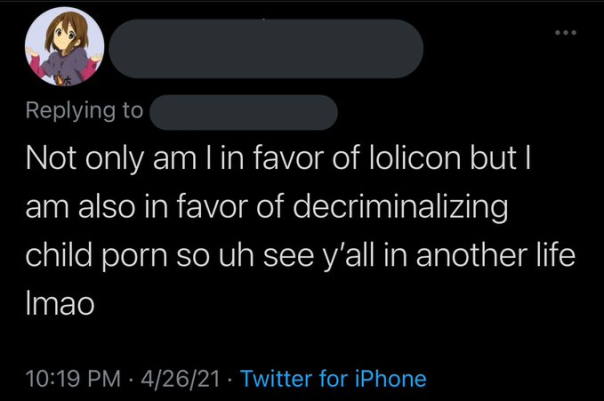 Replying to
Not only am I in favor of lolicon but I
am also in favor of decriminalizing
child porn so uh see y'all in another life
lmao
10:19 PM · 4/26/21 · Twitter for iPhone